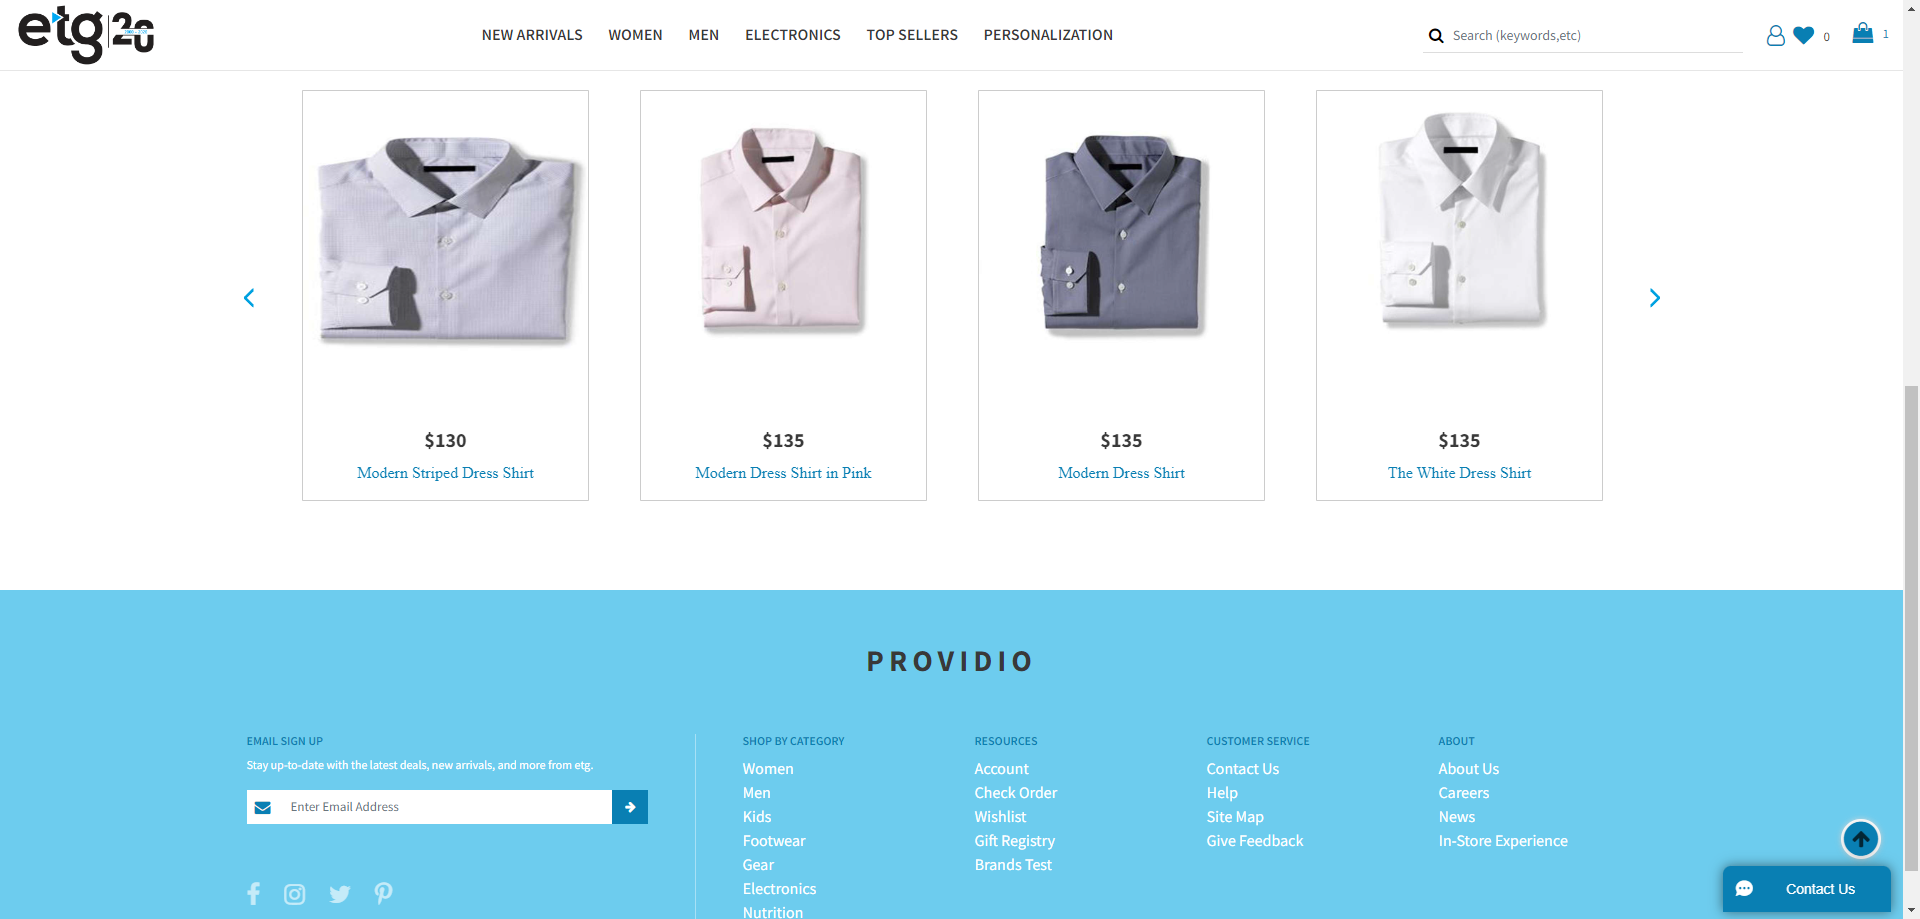 etg 20
NEW ARRIVALS WOMEN MEN ELECTRONICS TOP SELLERS PERSONALIZATION
Search (keywords,etc)
0
1
$130
Modern Striped Dress Shirt
$135
Modern Dress Shirt in Pink
$135
Modern Dress Shirt
$135
The White Dress Shirt
PROVIDIO
EMAIL SIGN UP
Stay up-to-date with the latest deals, new arrivals, and more from etg.
Enter Email Address
SHOP BY CATEGORY
Women
Men
Kids
Footwear
Gear
Electronics
Nutrition
RESOURCES
Account
Check Order
Wishlist
Gift Registry
Brands Test
CUSTOMER SERVICE
Contact Us
Help
Site Map
Give Feedback
ABOUT
About Us
Careers
News
In-Store Experience
Contact Us